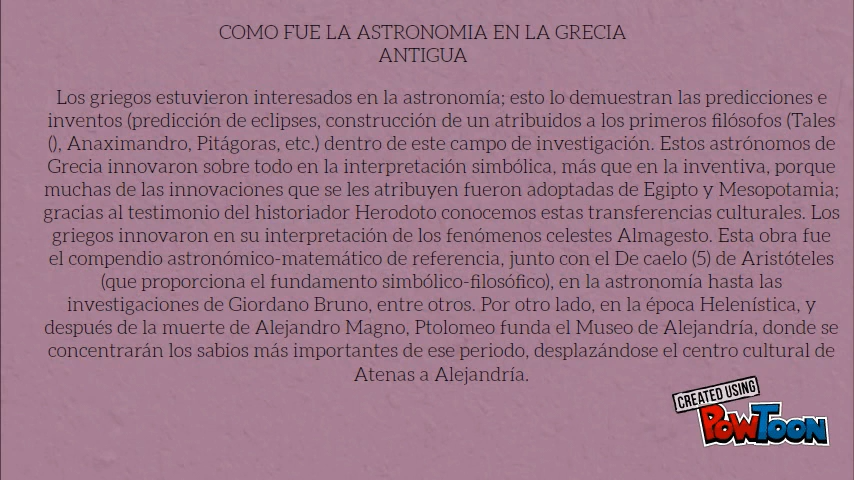 COMO FUE LA ASTRONOMIA EN LA GRECIA
ANTIGUA
Los griegos estuvieron interesados en la astronomía; esto lo demuestran las predicciones e
inventos (predicción de eclipses, construcción de un atribuidos a los primeros filósofos (Tales
(), Anaximandro, Pitágoras, etc.) dentro de este campo de investigación. Estos astrónomos de
Grecia innovaron sobre todo en la interpretación simbólica, más que en la inventiva, porque
muchas de las innovaciones que se les atribuyen fueron adoptadas de Egipto y Mesopotamia;
gracias al testimonio del historiador Herodoto conocemos estas transferencias culturales. Los
griegos innovaron en su interpretación de los fenómenos celestes Almagesto. Esta obra fue
el compendio astronómico-matemático de referencia, junto con el De caelo (5) de Aristóteles
(que proporciona el fundamento simbólico-filosófico), en la astronomía hasta las
investigaciones de Giordano Bruno, entre otros. Por otro lado, en la época Helenística, y
después de la muerte de Alejandro Magno, Ptolomeo funda el Museo de Alejandría, donde se
concentrarán los sabios más importantes de ese periodo, desplazándose el centro cultural de
Atenas a Alejandría.
CREATED USING
POWTOON